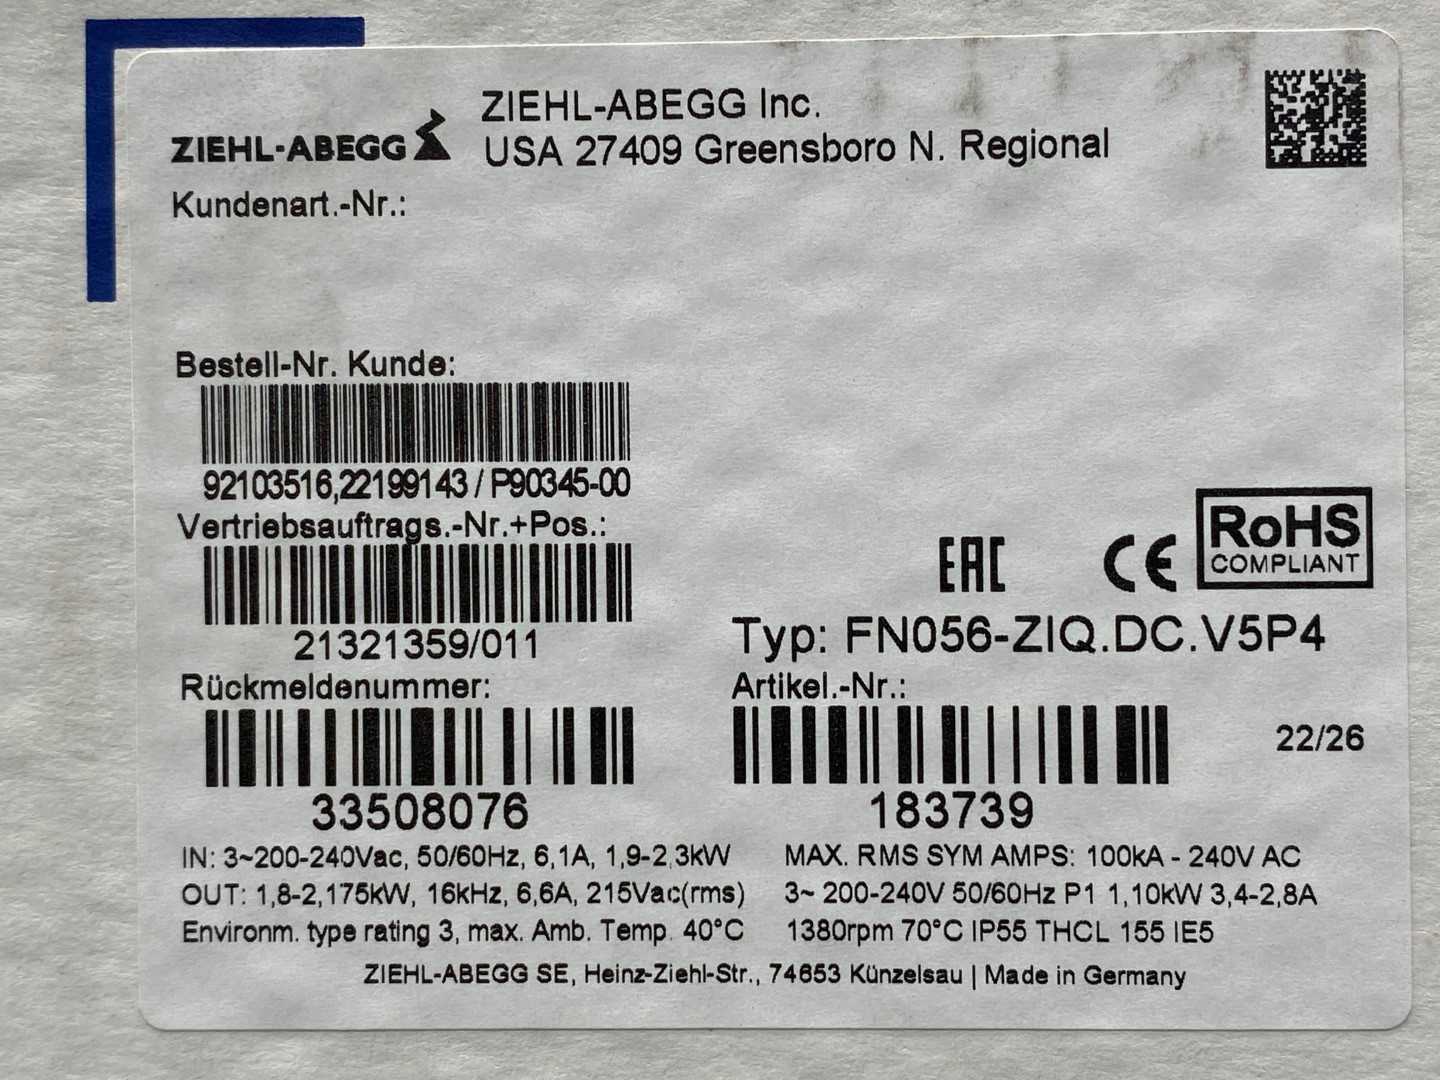 ZIEHL-ABEGG
ZIEHL-ABEGG Inc.
USA 27409 Greensboro N. Regional
Kundenart.-Nr.:
Bestell-Nr. Kunde:
92103516,22199143 / P90345-00
Vertriebsauftrags.-Nr.+Pos.:
21321359/011
Rückmeldenummer:
33508076
EAC CE RoHS
COMPLIANT
Typ: FN056-ZIQ.DC.V5P4
Artikel.-Nr.:
183739
22/26
IN: 3~200-240Vac, 50/60Hz, 6,1A, 1,9-2,3kW
OUT: 1,8-2,175kW, 16kHz, 6,6A, 215Vac(rms)
Environm. type rating 3, max. Amb. Temp. 40°C
MAX. RMS SYM AMPS: 100kA - 240V AC
3~ 200-240V 50/60Hz P1 1,10kW 3,4-2,8A
1380rpm 70°C IP55 THCL 155 IE5
ZIEHL-ABEGG SE, Heinz-Ziehl-Str., 74653 Künzelsau | Made in Germany